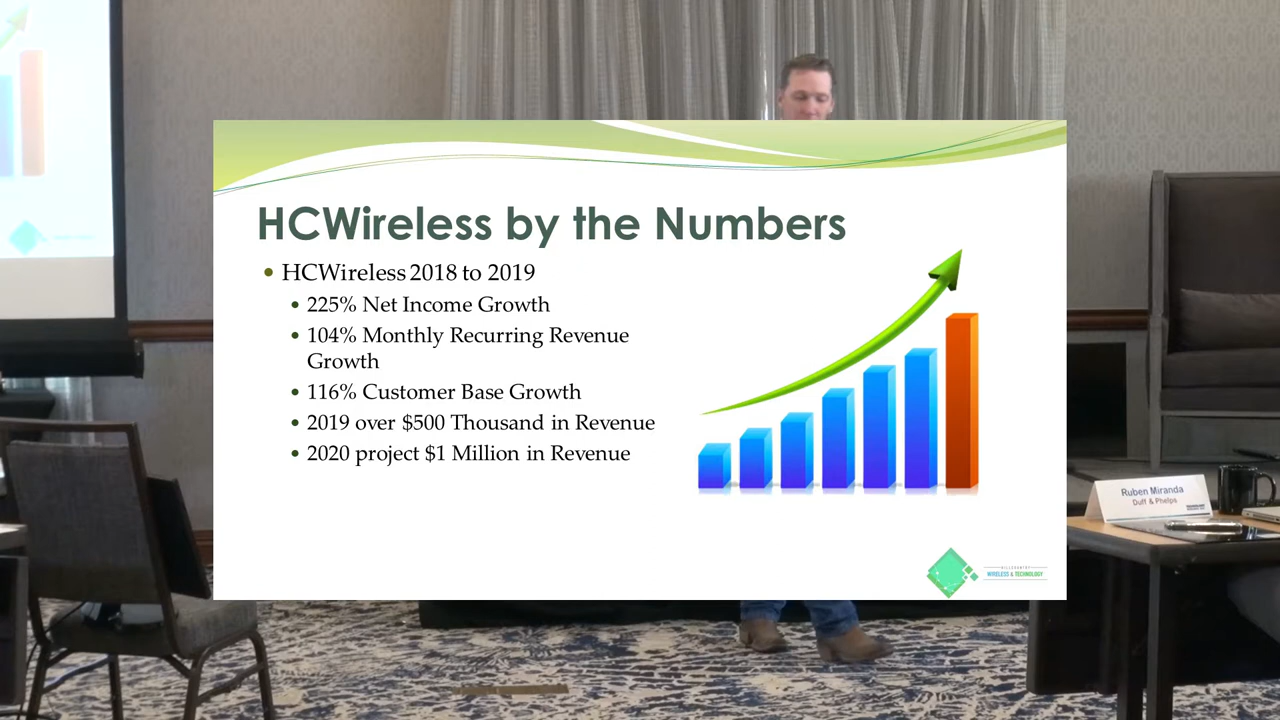 HCWireless by the Numbers
HCWireless 2018 to 2019
225% Net Income Growth
104% Monthly Recurring Revenue
Growth
116% Customer Base Growth
2019 over $500 Thousand in Revenue
2020 project $1 Million in Revenue
HILLCOUNTRY
WIRELESS & TECHNOLOGY
Ruben Miranda
Duff & Phelps